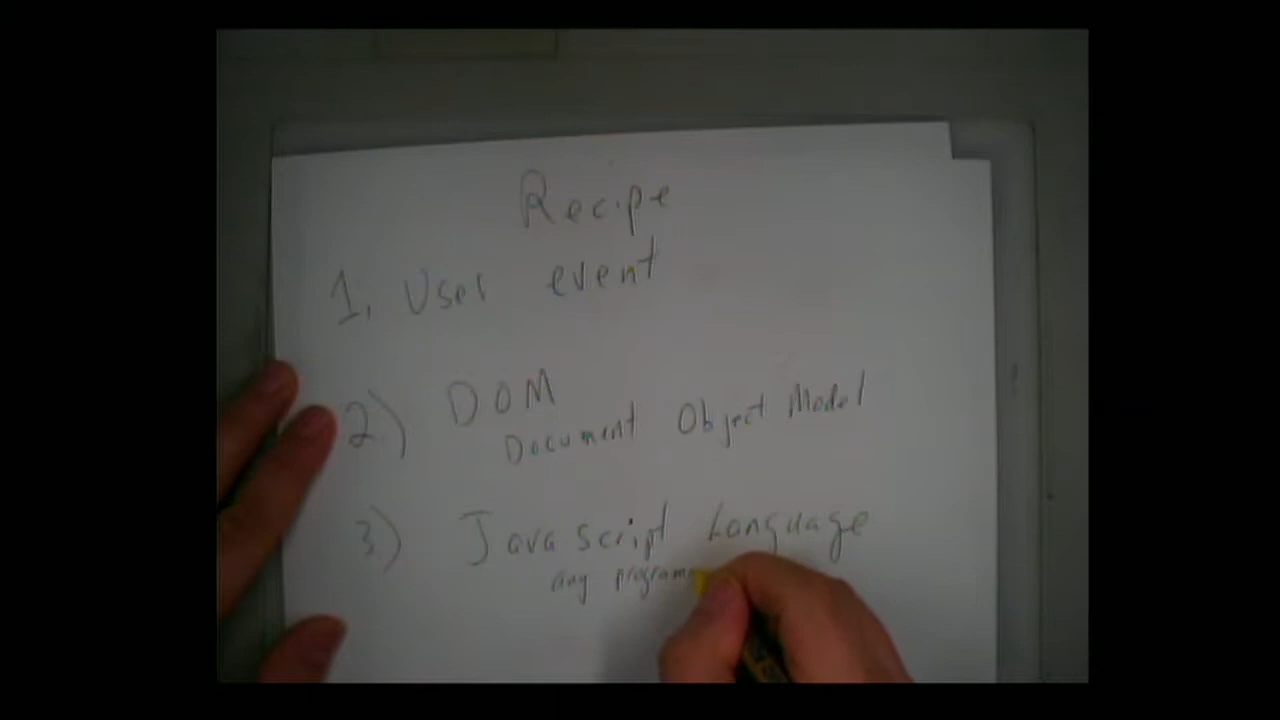 Recipe
1. User event
2.) DOM
Document Object Model
3.) JavaScript Language
any programm